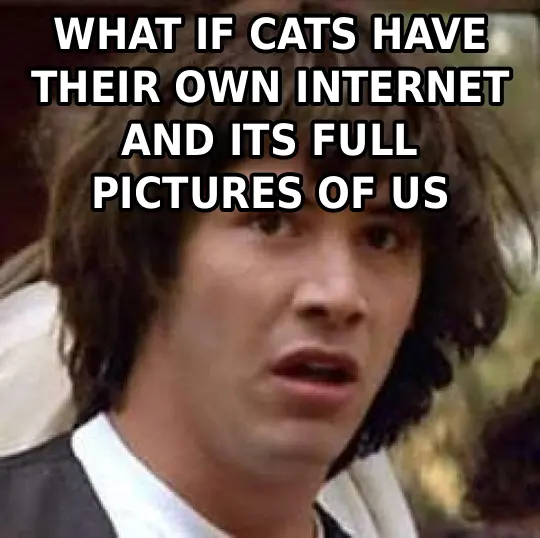 WHAT IF CATS HAVE
THEIR OWN INTERNET
AND ITS FULL
PICTURES OF US